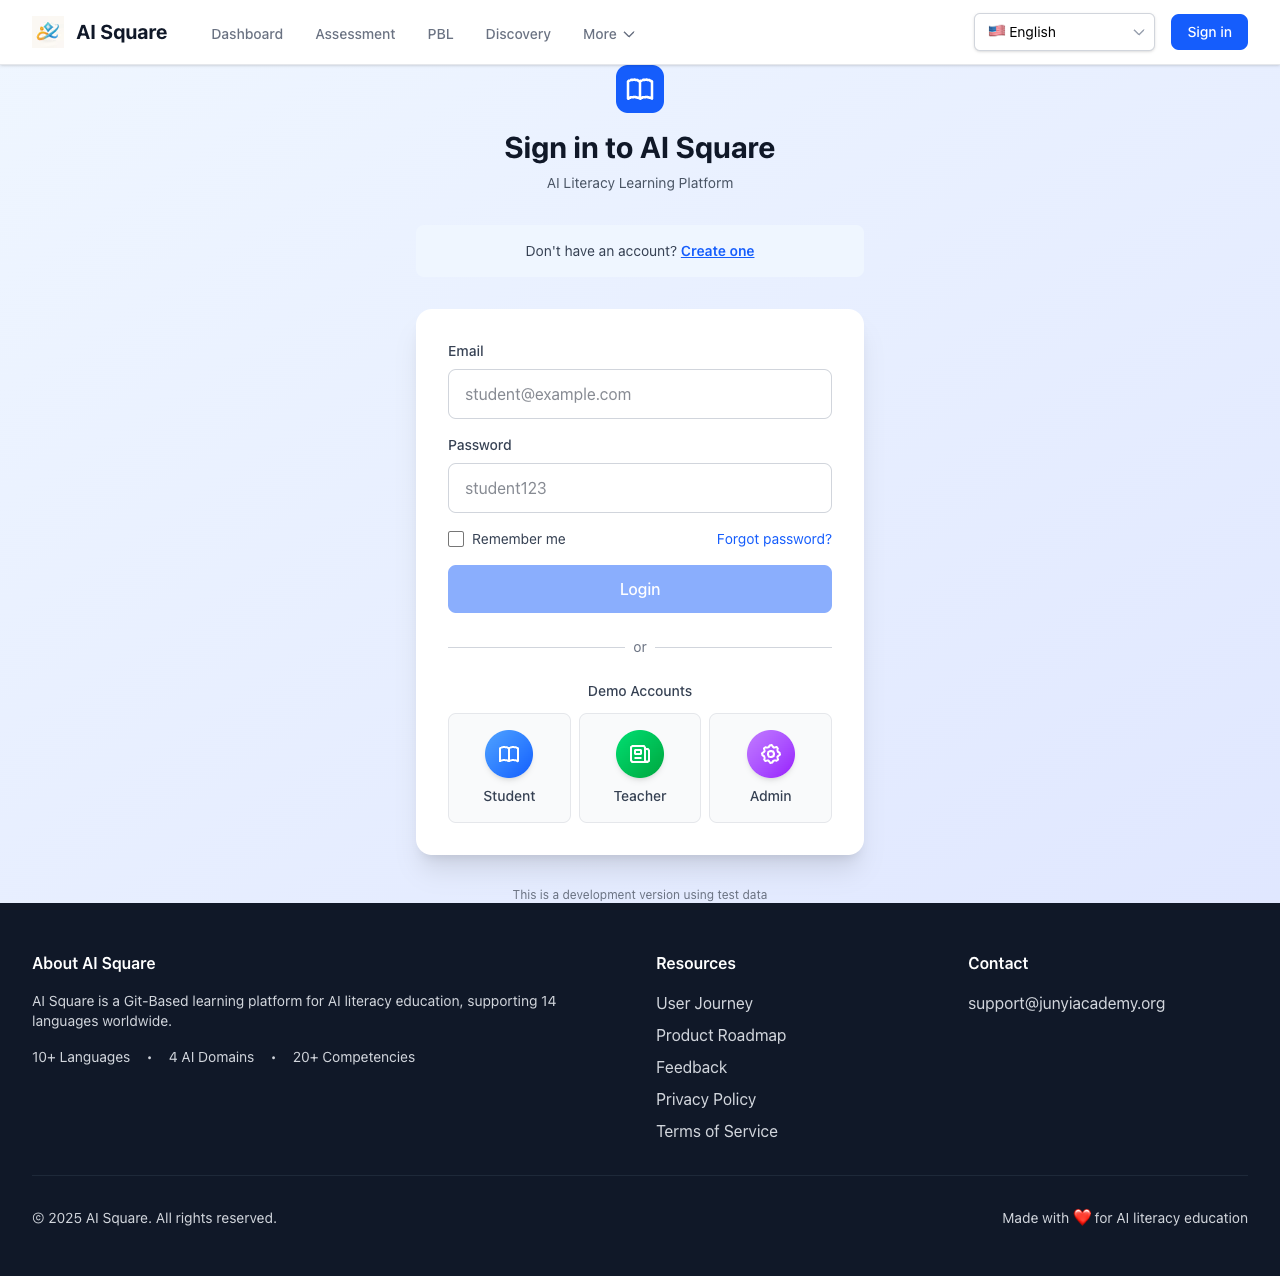 AI Square
Dashboard
Assessment
PBL
Discovery
More
English
Sign in
Sign in to AI Square
AI Literacy Learning Platform
Don't have an account? Create one
Email
student@example.com
Password
student123
Remember me
Forgot password?
Login
or
Demo Accounts
Student
Teacher
Admin
This is a development version using test data
About AI Square
AI Square is a Git-Based learning platform for AI literacy education, supporting 14
languages worldwide.
10+ Languages • 4 AI Domains • 20+ Competencies
Resources
User Journey
Product Roadmap
Feedback
Privacy Policy
Terms of Service
Contact
support@junyiacademy.org
© 2025 AI Square. All rights reserved.
Made with ❤️ for AI literacy education